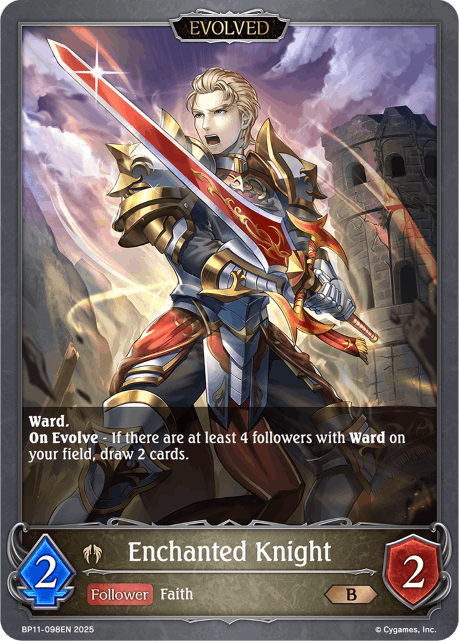 EVOLVED
Ward.
On Evolve - If there are at least 4 followers with Ward on
your field, draw 2 cards.
Enchanted Knight
2
Follower Faith
B
2
BP11-098EN 2025
© Cygames, Inc.